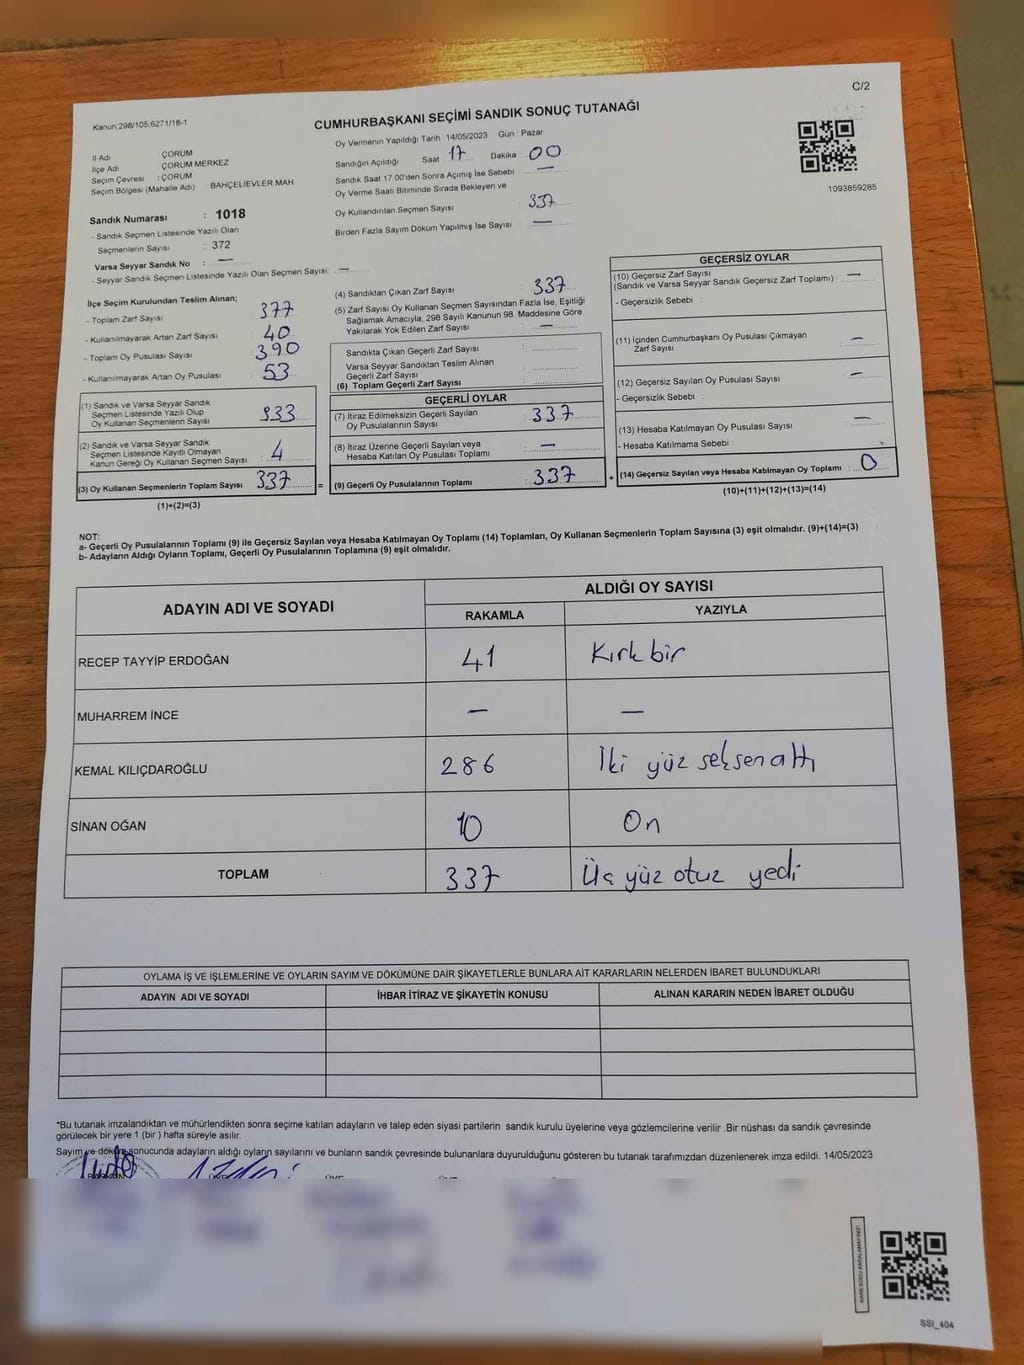 C/2
Kanun;298/105;6271/18-1
CUMHURBAŞKANI SEÇİMİ SANDIK SONUÇ TUTANAĞI
İl Adı ÇORUM
İlçe Adı ÇORUM MERKEZ
Seçim Çevresi : ÇORUM
Seçim Bölgesi (Mahalle Adı) : BAHÇELİEVLER MAH
Sandık Numarası : 1018
- Sandık Seçmen Listesinde Yazılı Olan
Seçmenlerin Sayısı : 372
Varsa Seyyar Sandık No : —
- Seyyar Sandık Seçmen Listesinde Yazılı Olan Seçmen Sayısı : —
Oy Vermenin Yapıldığı Tarih : 14/05/2023 Gün : Pazar
Sandığın Açıldığı Saat 17 Dakika 00
Sandık Saat 17.00'den Sonra Açımış İse Sebebi : —
Oy Verme Saati Bitiminde Sırada Bekleyen ve
Oy Kullandırılan Seçmen Sayısı : 337
Birden Fazla Sayım Döküm Yapılmış İse Sayısı : —
1093859285
İlçe Seçim Kurulundan Teslim Alınan;
- Toplam Zarf Sayısı : 377
- Kullanılmayarak Artan Zarf Sayısı : 40
- Toplam Oy Pusulası Sayısı : 390
- Kullanılmayarak Artan Oy Pusulası : 53
(1) Sandık ve Varsa Seyyar Sandık
Seçmen Listesinde Yazılı Olup
Oy Kullanan Seçmenlerin Sayısı : 333
(2) Sandık ve Varsa Seyyar Sandık
Seçmen Listesinde Kayıtlı Olmayan
Kanun Gereği Oy Kullanan Seçmen Sayısı : 4
(3) Oy Kullanan Seçmenlerin Toplam Sayısı : 337
(1)+(2)=(3)
(4) Sandıktan Çıkan Zarf Sayısı : 337
(5) Zarf Sayısı Oy Kullanan Seçmen Sayısından Fazla İse, Eşitliği
Sağlamak Amacıyla, 298 Sayılı Kanunun 98. Maddesine Göre
Yakılarak Yok Edilen Zarf Sayısı : —
Sandıkta Çıkan Geçerli Zarf Sayısı :
Varsa Seyyar Sandıktan Teslim Alınan
Geçerli Zarf Sayısı :
(6) Toplam Geçerli Zarf Sayısı :
=
GEÇERLİ OYLAR
(7) İtiraz Edilmeksizin Geçerli Sayılan
Oy Pusulalarının Sayısı : 337
(8) İtiraz Üzerine Geçerli Sayılan veya
Hesaba Katılan Oy Pusulası Toplamı : —
(9) Geçerli Oy Pusulalarının Toplamı : 337
+
GEÇERSİZ OYLAR
(10) Geçersiz Zarf Sayısı : —
(Sandık ve Varsa Seyyar Sandık Geçersiz Zarf Toplamı)
- Geçersizlik Sebebi :
(11) İçinden Cumhurbaşkanı Oy Pusulası Çıkmayan
Zarf Sayısı : —
(12) Geçersiz Sayılan Oy Pusulası Sayısı : —
- Geçersizlik Sebebi :
(13) Hesaba Katılmayan Oy Pusulası Sayısı : —
- Hesaba Katılmama Sebebi :
(14) Geçersiz Sayılan veya Hesaba Katılmayan Oy Toplamı : 0
(10)+(11)+(12)+(13)=(14)
NOT:
a- Geçerli Oy Pusulalarının Toplamı (9) ile Geçersiz Sayılan veya Hesaba Katılmayan Oy Toplamı (14) Toplamları, Oy Kullanan Seçmenlerin Toplam Sayısına (3) eşit olmalıdır. (9)+(14)=(3)
b- Adayların Aldığı Oyların Toplamı, Geçerli Oy Pusulalarının Toplamına (9) eşit olmalıdır.
ADAYIN ADI VE SOYADI
ALDIĞI OY SAYISI
RAKAMLA YAZIYLA
RECEP TAYYİP ERDOĞAN 41 Kırk bir
MUHARREM İNCE — —
KEMAL KILIÇDAROĞLU 286 İki yüz seksen altı
SİNAN OĞAN 10 On
TOPLAM 337 Üç yüz otuz yedi
OYLAMA İŞ VE İŞLEMLERİNE VE OYLARIN SAYIM VE DÖKÜMÜNE DAİR ŞİKAYETLERLE BUNLARA AİT KARARLARIN NELERDEN İBARET BULUNDUKLARI
ADAYIN ADI VE SOYADI İHBAR İTİRAZ VE ŞİKAYETİN KONUSU ALINAN KARARIN NEDEN İBARET OLDUĞU
*Bu tutanak imzalandıktan ve mühürlendikten sonra seçime katılan adayların ve talep eden siyasi partilerin sandık kurulu üyelerine veya gözlemcilerine verilir .Bir nüshası da sandık çevresinde
görülecek bir yere 1 (bir ) hafta süreyle asılır.
Sayım ve döküm sonucunda adayların aldığı oyların sayılarını ve bunların sandık çevresinde bulunanlara duyurulduğunu gösteren bu tutanak tarafımızdan düzenlenerek imza edildi. 14/05/2023
KARE KODU KARALAMAYINIZ!
SSI_404